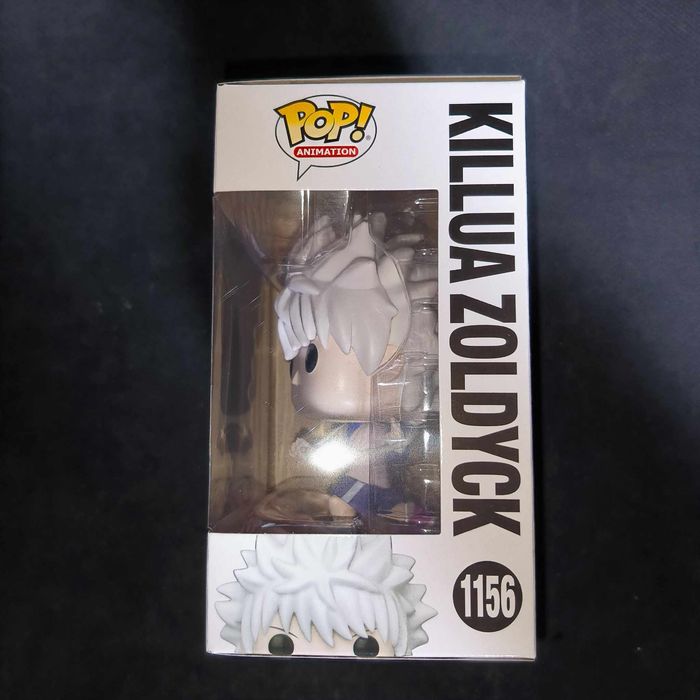 POP!
®
ANIMATION
KILLUA ZOLDYCK
1156